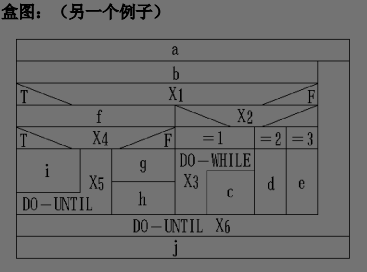 盒图：（另一个例子）
a
b
T X1 F
f X2
T X4 F =1 =2 =3
i X5 g DO-WHILE
X3 c d e
DO-UNTIL h
DO-UNTIL X6
j